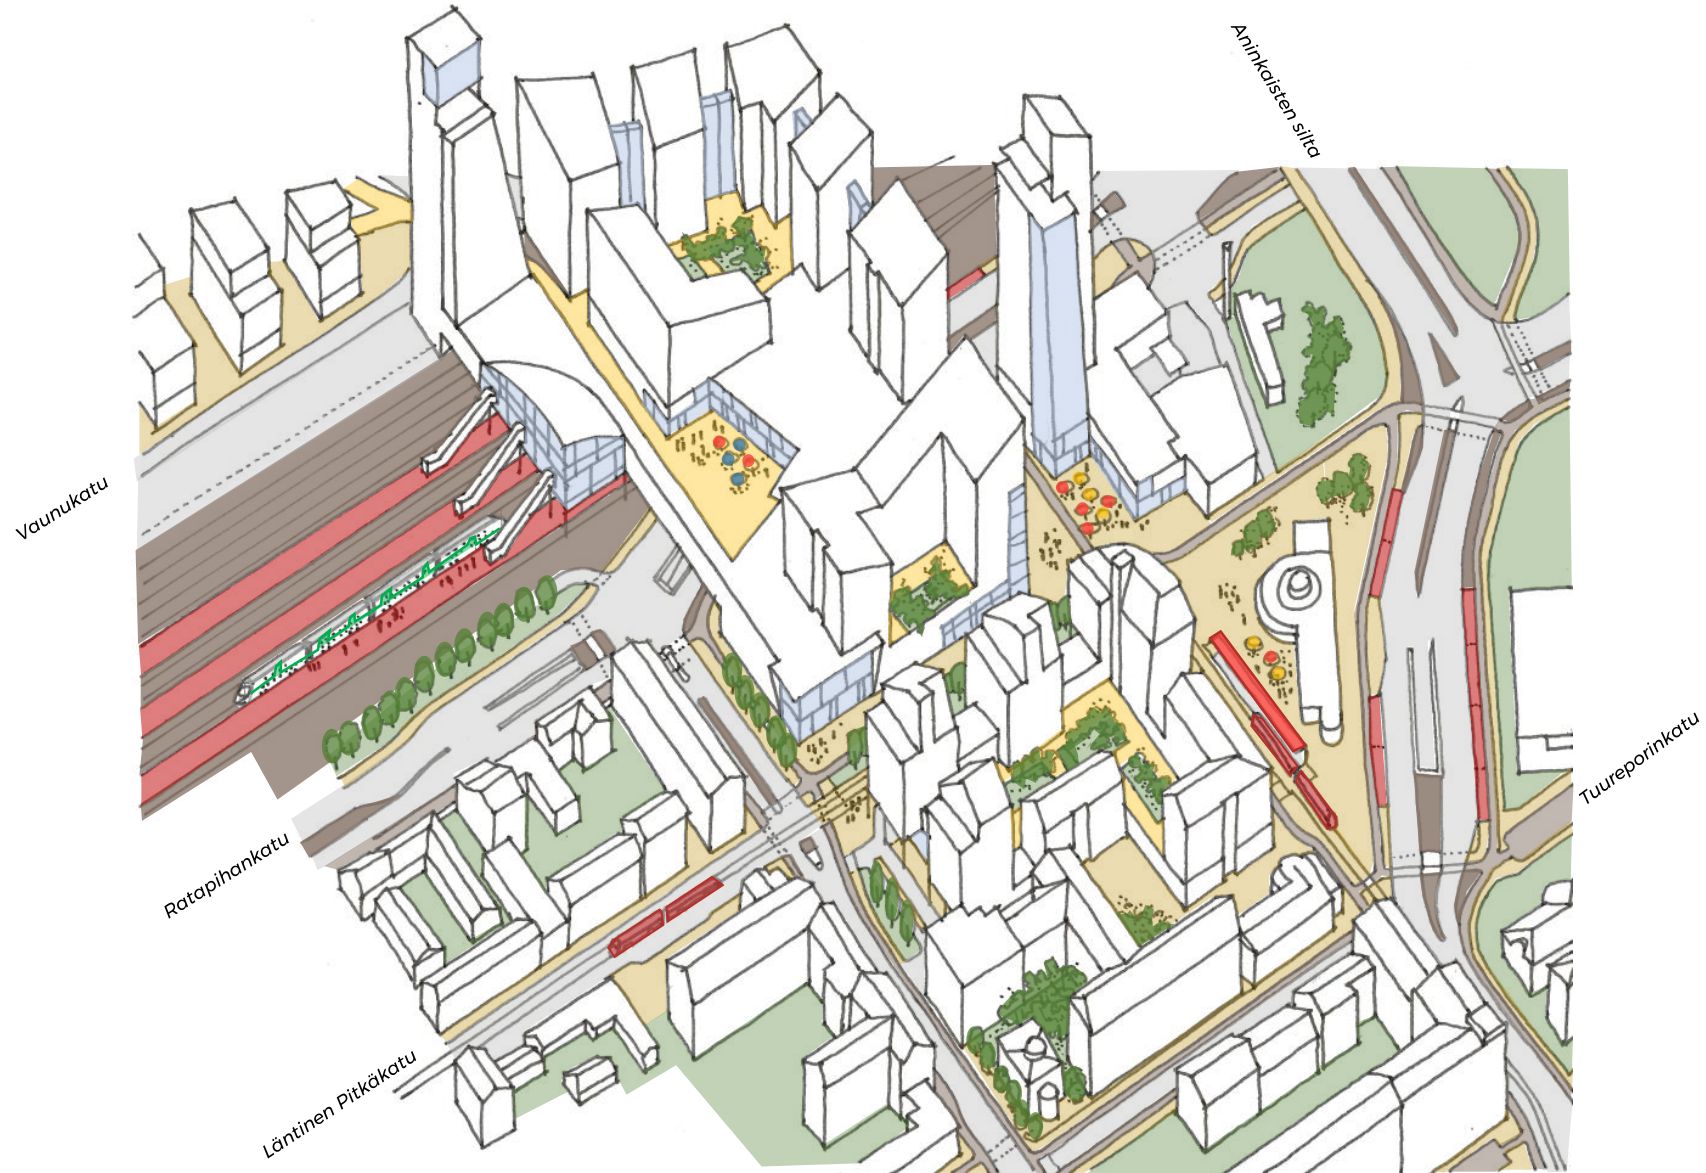 Aninkaisten silta
Vaunukatu
Tuureporinkatu
Ratapihankatu
Läntinen Pitkäkatu